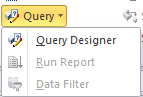 Query
Query Designer
Run Report
Data Filter